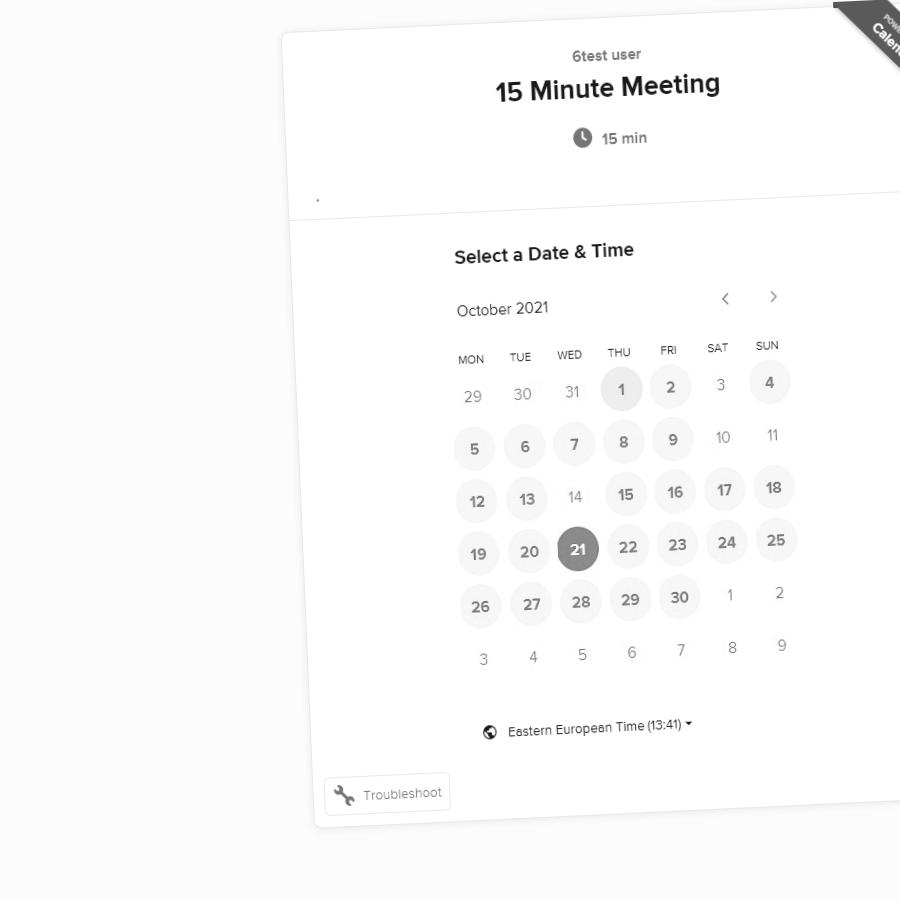 6test user
15 Minute Meeting
15 min
.
Select a Date & Time
October 2021
MON TUE WED THU FRI SAT SUN
29 30 31 1 2 3 4
5 6 7 8 9 10 11
12 13 14 15 16 17 18
19 20 21 22 23 24 25
26 27 28 29 30 1 2
3 4 5 6 7 8 9
Eastern European Time (13:41)
Troubleshoot